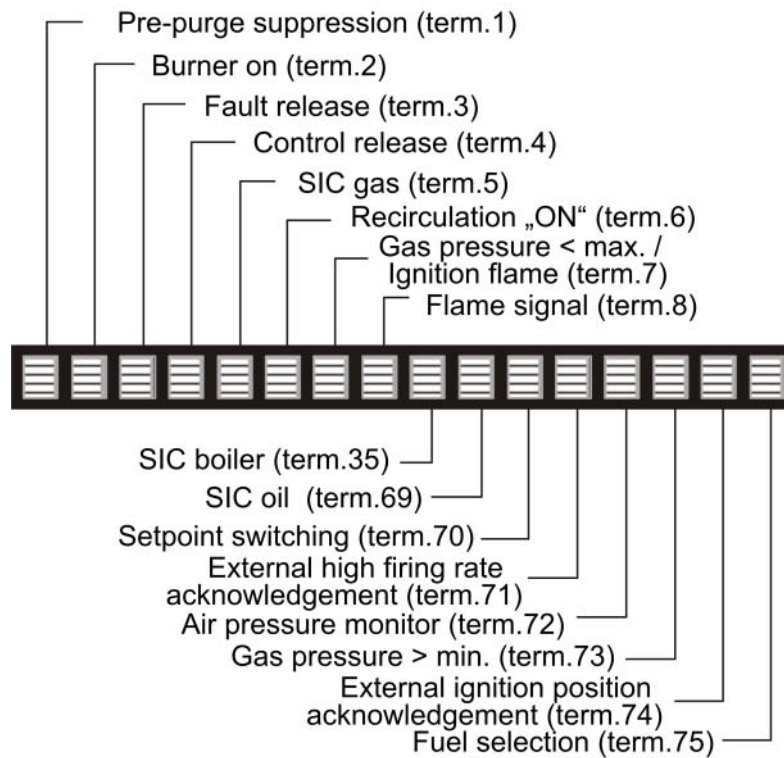 Pre-purge suppression (term.1)
Burner on (term.2)
Fault release (term.3)
Control release (term.4)
SIC gas (term.5)
Recirculation „ON“ (term.6)
Gas pressure < max. /
Ignition flame (term.7)
Flame signal (term.8)
SIC boiler (term.35)
SIC oil (term.69)
Setpoint switching (term.70)
External high firing rate
acknowledgement (term.71)
Air pressure monitor (term.72)
Gas pressure > min. (term.73)
External ignition position
acknowledgement (term.74)
Fuel selection (term.75)